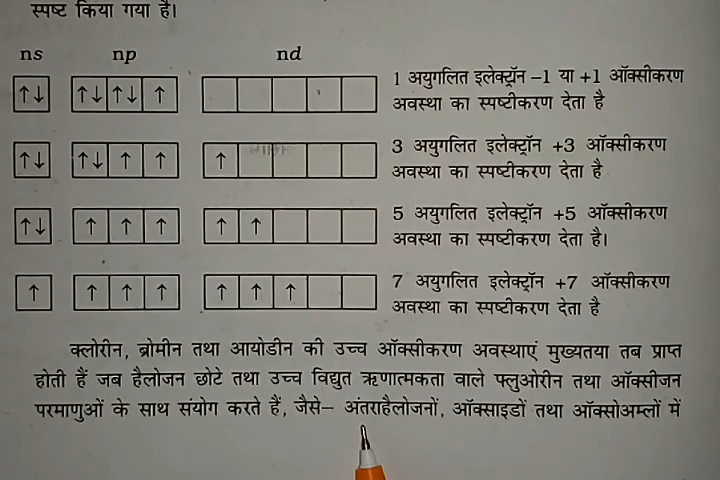 स्पष्ट किया गया है।
ns np nd
↑↓ ↑↓ ↑↓ ↑ 1 अयुगलित इलेक्ट्रॉन –1 या +1 ऑक्सीकरण
अवस्था का स्पष्टीकरण देता है
↑↓ ↑↓ ↑ ↑ ↑ 3 अयुगलित इलेक्ट्रॉन +3 ऑक्सीकरण
अवस्था का स्पष्टीकरण देता है
↑↓ ↑ ↑ ↑ ↑ ↑ 5 अयुगलित इलेक्ट्रॉन +5 ऑक्सीकरण
अवस्था का स्पष्टीकरण देता है।
↑ ↑ ↑ ↑ ↑ ↑ ↑ 7 अयुगलित इलेक्ट्रॉन +7 ऑक्सीकरण
अवस्था का स्पष्टीकरण देता है
क्लोरीन, ब्रोमीन तथा आयोडीन की उच्च ऑक्सीकरण अवस्थाएं मुख्यतया तब प्राप्त
होती हैं जब हैलोजन छोटे तथा उच्च विद्युत ऋणात्मकता वाले फ्लुओरीन तथा ऑक्सीजन
परमाणुओं के साथ संयोग करते हैं, जैसे– अंतराहैलोजनों, ऑक्साइडों तथा ऑक्सोअम्लों में